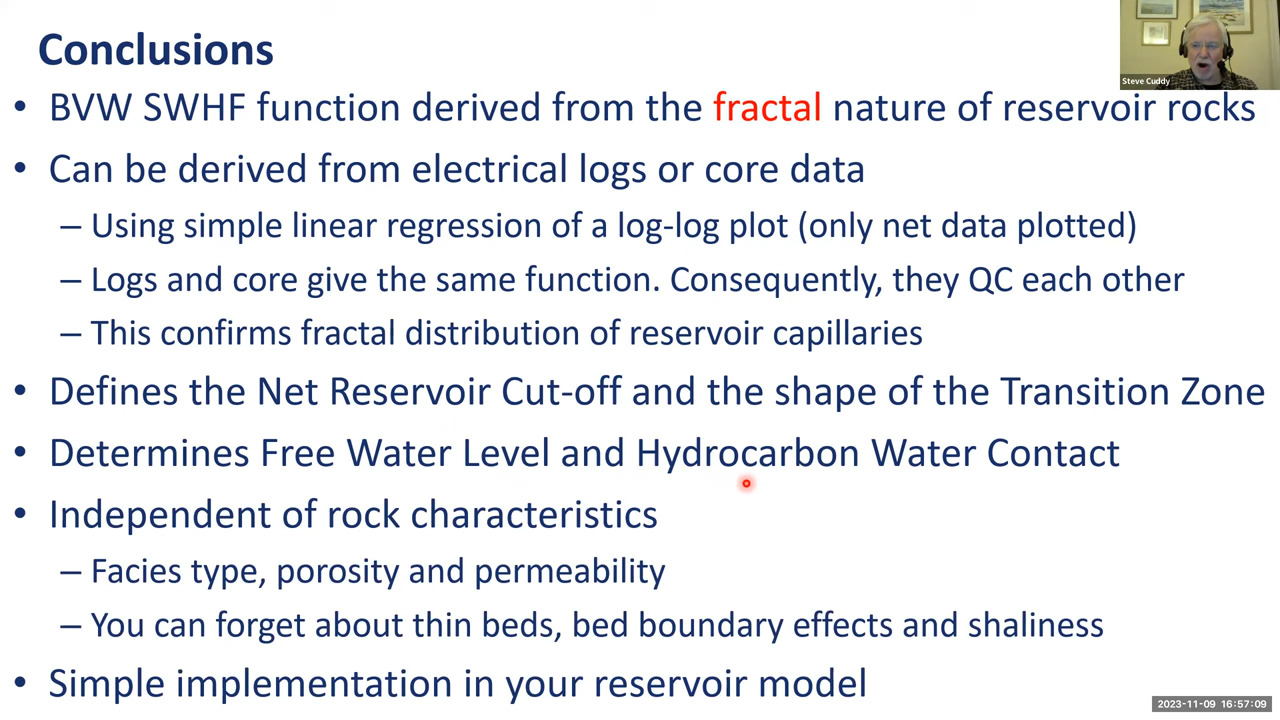 Conclusions
Steve Cuddy
• BVW SWHF function derived from the fractal nature of reservoir rocks
• Can be derived from electrical logs or core data
– Using simple linear regression of a log-log plot (only net data plotted)
– Logs and core give the same function. Consequently, they QC each other
– This confirms fractal distribution of reservoir capillaries
• Defines the Net Reservoir Cut-off and the shape of the Transition Zone
• Determines Free Water Level and Hydrocarbon Water Contact
• Independent of rock characteristics
– Facies type, porosity and permeability
– You can forget about thin beds, bed boundary effects and shaliness
• Simple implementation in your reservoir model
2023-11-09 16:57:09